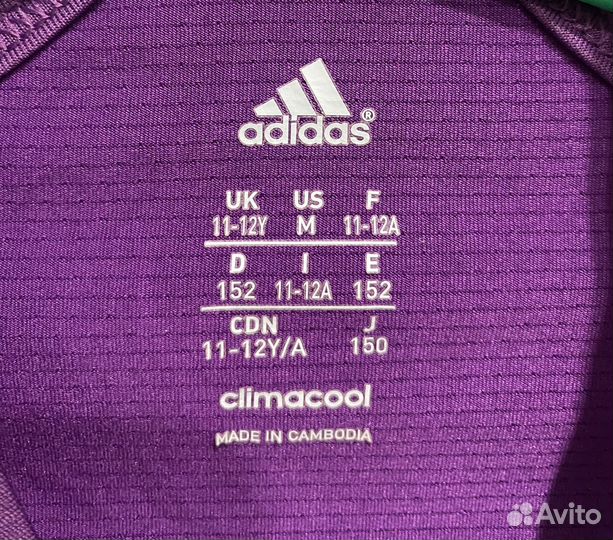 adidas®
UK US F
11-12Y M 11-12A
D I E
152 11-12A 152
CDN J
11-12Y/A 150
climacool
MADE IN CAMBODIA
Avito